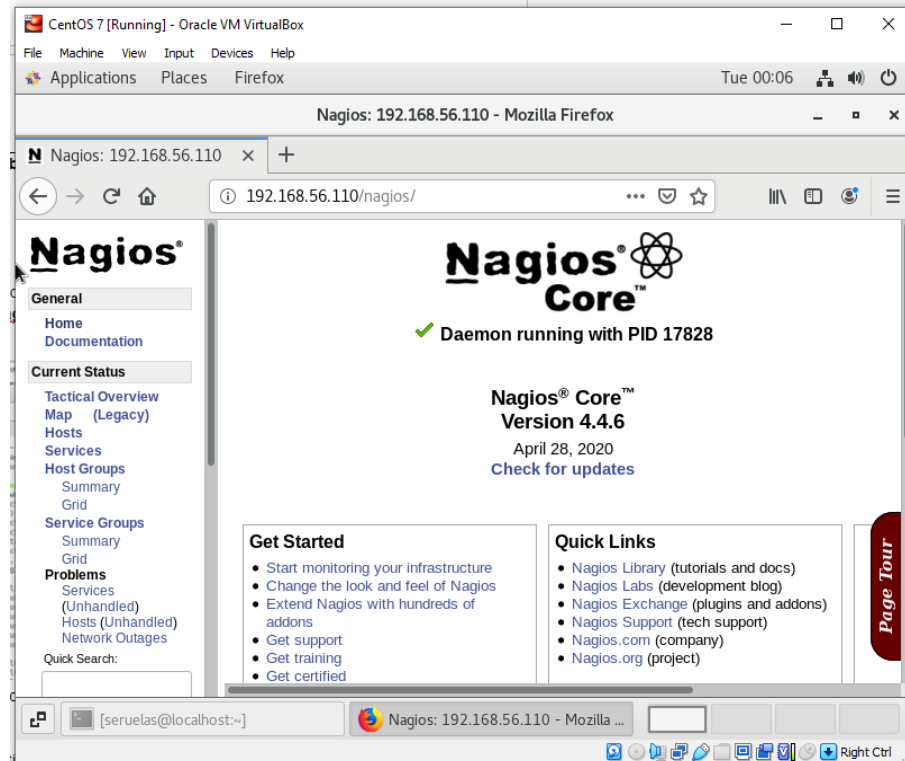 CentOS 7 [Running] - Oracle VM VirtualBox
File Machine View Input Devices Help
Applications Places Firefox Tue 00:06
Nagios: 192.168.56.110 - Mozilla Firefox
N Nagios: 192.168.56.110
192.168.56.110/nagios/
Nagios®
General
Home
Documentation
Current Status
Tactical Overview
Map (Legacy)
Hosts
Services
Host Groups
Summary
Grid
Service Groups
Summary
Grid
Problems
Services
(Unhandled)
Hosts (Unhandled)
Network Outages
Quick Search:
Nagios®
Core™
Daemon running with PID 17828
Nagios® Core™
Version 4.4.6
April 28, 2020
Check for updates
Get Started
• Start monitoring your infrastructure
• Change the look and feel of Nagios
• Extend Nagios with hundreds of
addons
• Get support
• Get training
• Get certified
Quick Links
• Nagios Library (tutorials and docs)
• Nagios Labs (development blog)
• Nagios Exchange (plugins and addons)
• Nagios Support (tech support)
• Nagios.com (company)
• Nagios.org (project)
Page Tour
[seruelas@localhost:~]
Nagios: 192.168.56.110 - Mozilla ...
Right Ctrl